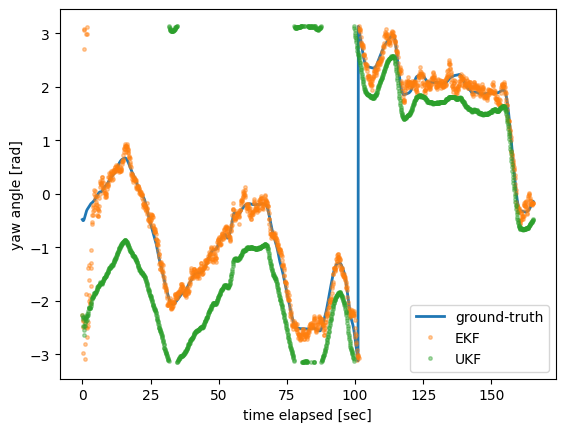 3
2
1
0
−1
−2
−3
yaw angle [rad]
0
25
50
75
100
125
150
time elapsed [sec]
ground-truth
EKF
UKF